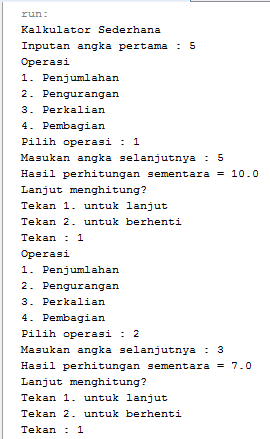 run:
Kalkulator Sederhana
Inputan angka pertama : 5
Operasi
1. Penjumlahan
2. Pengurangan
3. Perkalian
4. Pembagian
Pilih operasi : 1
Masukan angka selanjutnya : 5
Hasil perhitungan sementara = 10.0
Lanjut menghitung?
Tekan 1. untuk lanjut
Tekan 2. untuk berhenti
Tekan : 1
Operasi
1. Penjumlahan
2. Pengurangan
3. Perkalian
4. Pembagian
Pilih operasi : 2
Masukan angka selanjutnya : 3
Hasil perhitungan sementara = 7.0
Lanjut menghitung?
Tekan 1. untuk lanjut
Tekan 2. untuk berhenti
Tekan : 1